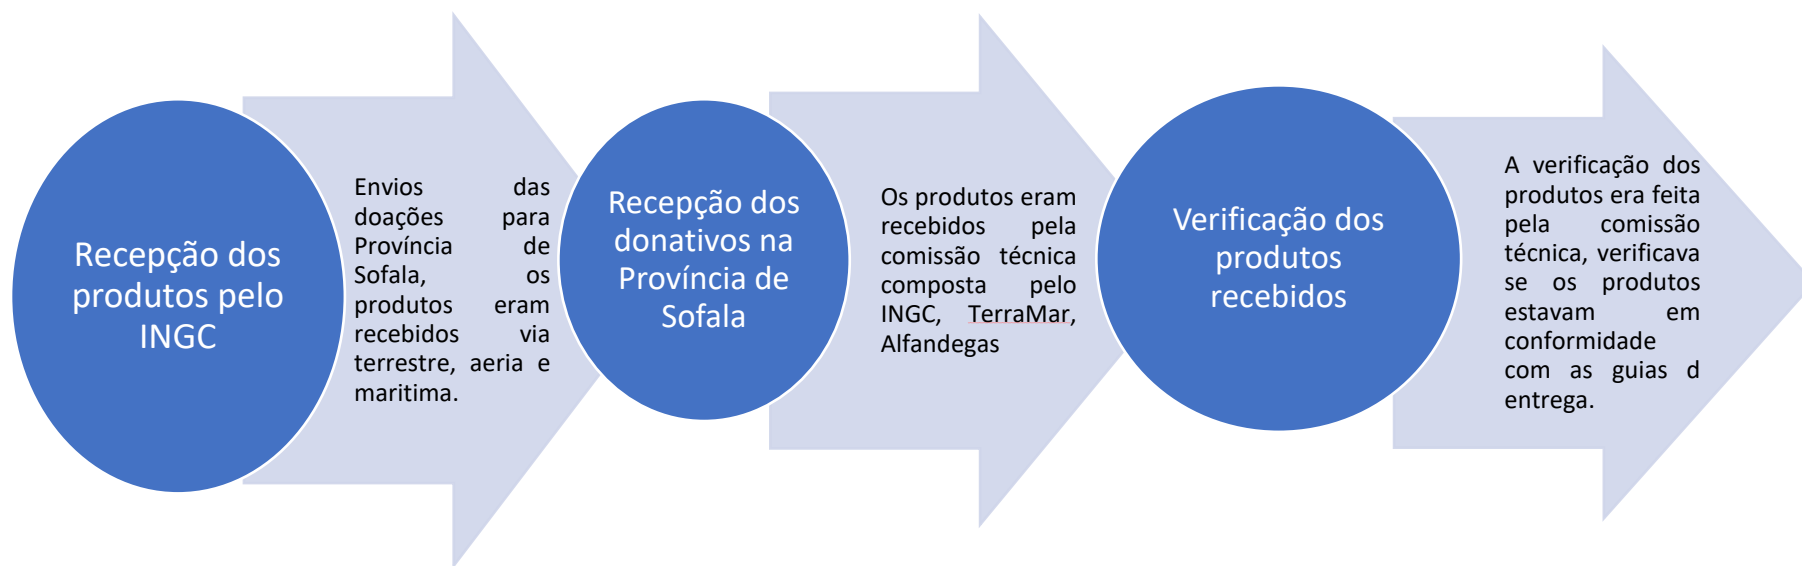 Recepção dos
produtos pelo
INGC
Envios das
doações para
Província de
Sofala, os
produtos eram
recebidos via
terrestre, aeria e
maritima.
Recepção dos
donativos na
Província de
Sofala
Os produtos eram
recebidos pela
comissão técnica
composta pelo
INGC, TerraMar,
Alfandegas
Verificação dos
produtos
recebidos
A verificação dos
produtos era feita
pela comissão
técnica, verificava
se os produtos
estavam em
conformidade
com as guias d
entrega.